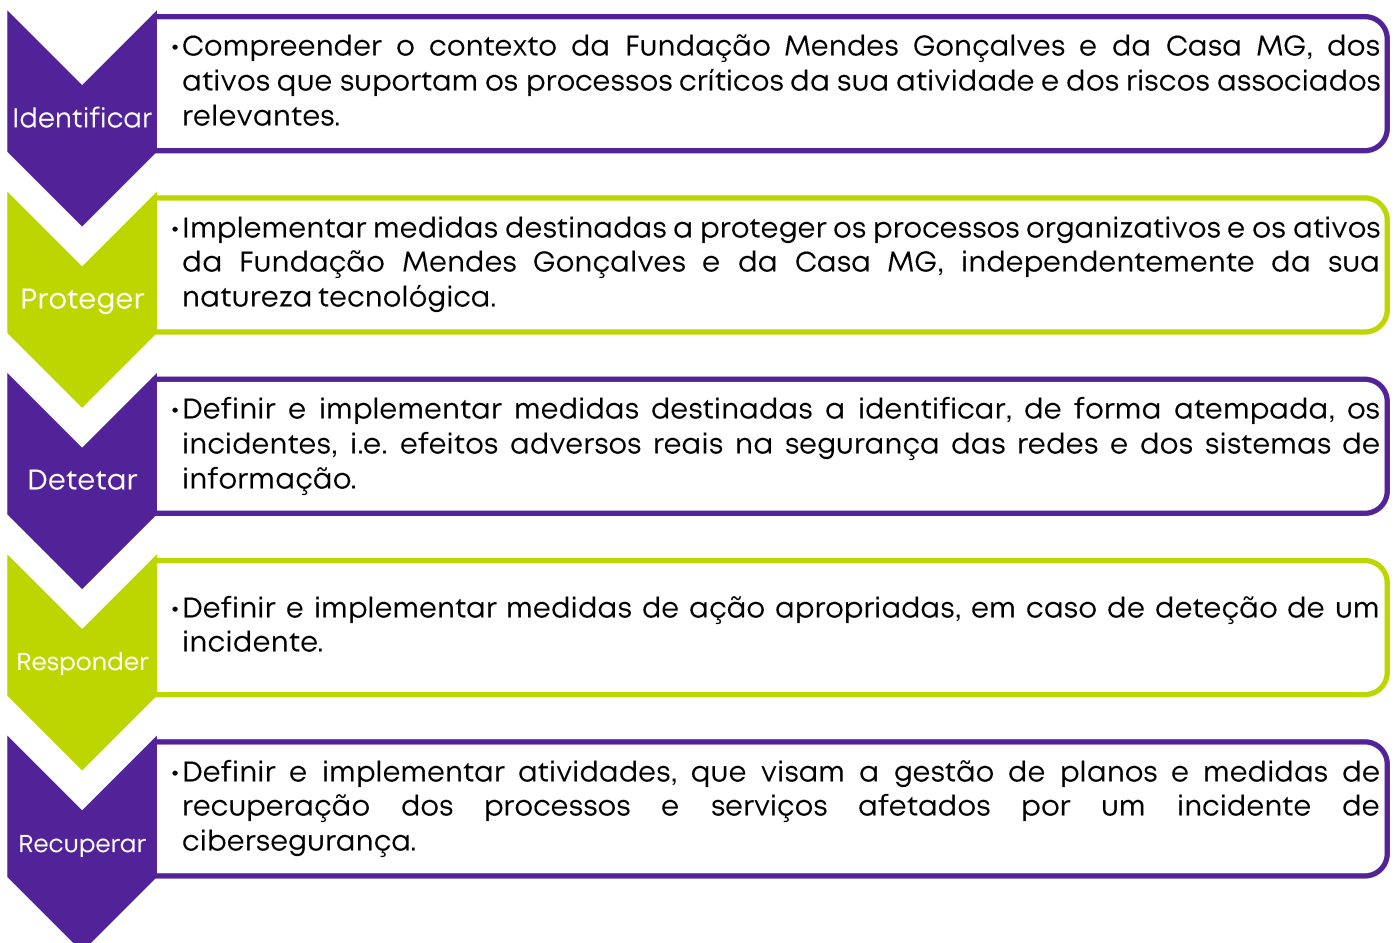 Identificar
•Compreender o contexto da Fundação Mendes Gonçalves e da Casa MG, dos
ativos que suportam os processos críticos da sua atividade e dos riscos associados
relevantes.
Proteger
•Implementar medidas destinadas a proteger os processos organizativos e os ativos
da Fundação Mendes Gonçalves e da Casa MG, independentemente da sua
natureza tecnológica.
Detetar
•Definir e implementar medidas destinadas a identificar, de forma atempada, os
incidentes, i.e. efeitos adversos reais na segurança das redes e dos sistemas de
informação.
Responder
•Definir e implementar medidas de ação apropriadas, em caso de deteção de um
incidente.
Recuperar
•Definir e implementar atividades, que visam a gestão de planos e medidas de
recuperação dos processos e serviços afetados por um incidente de
cibersegurança.